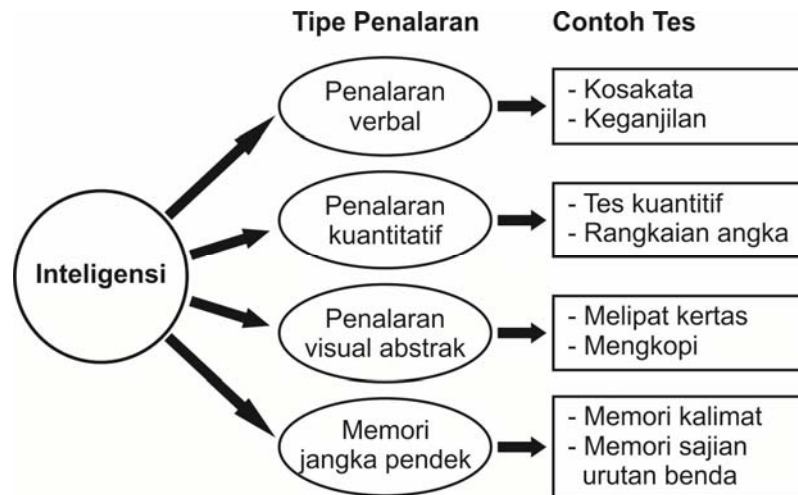 Tipe Penalaran
Contoh Tes
Inteligensi
Penalaran
verbal
- Kosakata
- Keganjilan
Penalaran
kuantitatif
- Tes kuantitif
- Rangkaian angka
Penalaran
visual abstrak
- Melipat kertas
- Mengkopi
Memori
jangka pendek
- Memori kalimat
- Memori sajian
urutan benda